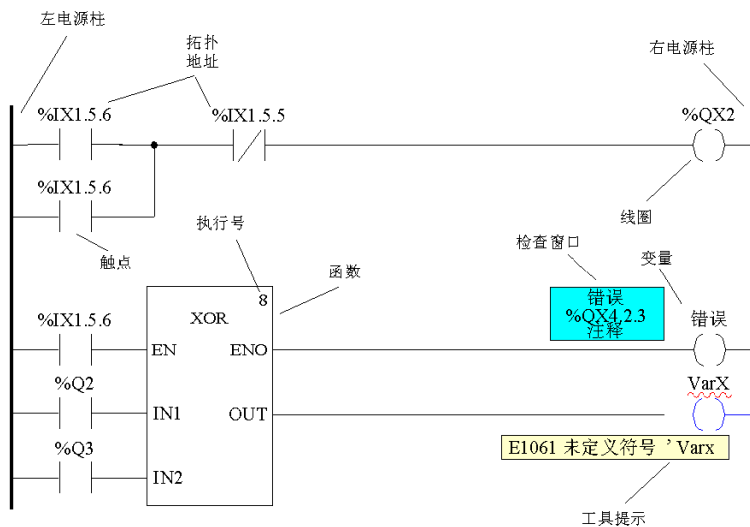 左电源柱
拓扑
地址
右电源柱
%IX1.5.6
%IX1.5.5
%QX2
%IX1.5.6
线圈
触点
执行号
函数
检查窗口
变量
8
%IX1.5.6
XOR
错误
%QX4.2.3
注释
错误
EN
ENO
%Q2
VarX
IN1
OUT
%Q3
E1061 未定义符号 ' Varx
IN2
工具提示